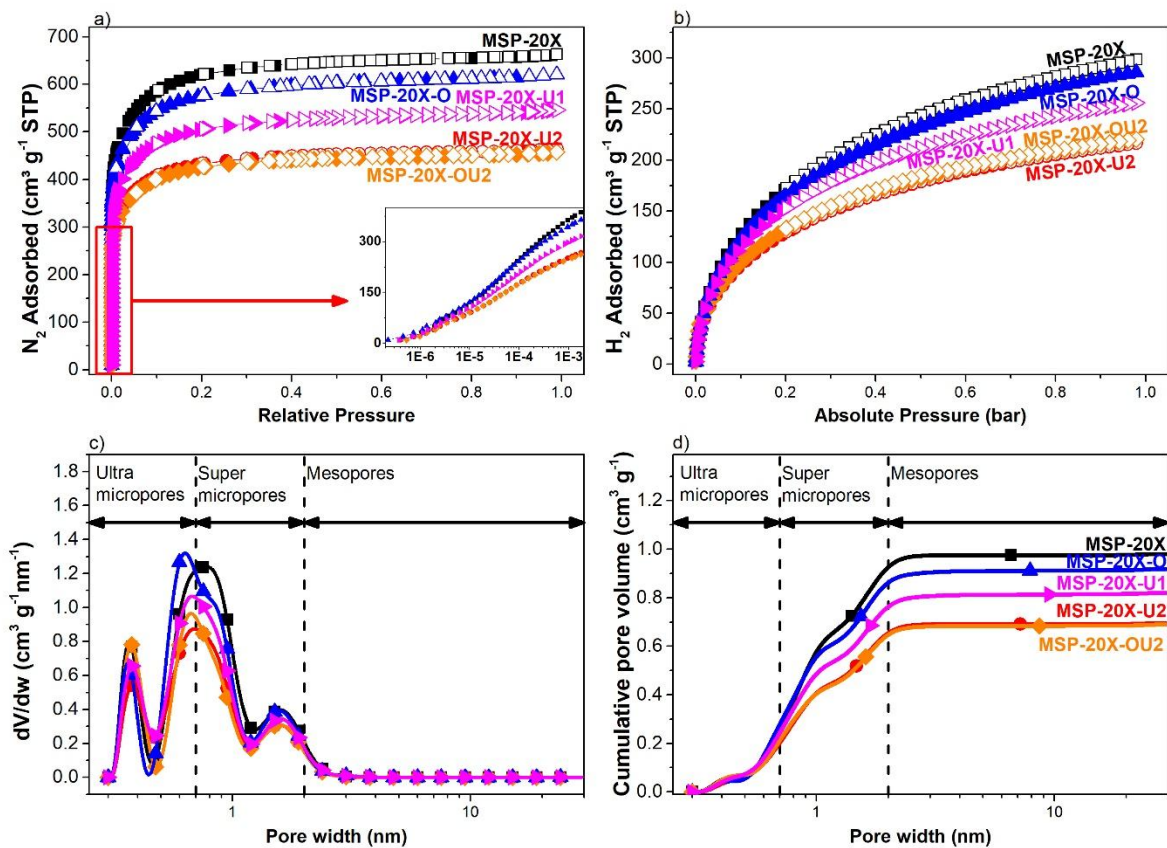 a)
N₂ Adsorbed (cm³ g⁻¹ STP)
700
600
500
400
300
200
100
0
MSP-20X
MSP-20X-O
MSP-20X-U1
MSP-20X-U2
MSP-20X-OU2
300
150
0
1E-6
1E-5
1E-4
1E-3
0.0
0.2
0.4
0.6
0.8
1.0
Relative Pressure
b)
H₂ Adsorbed (cm³ g⁻¹ STP)
300
250
200
150
100
50
0
MSP-20X
MSP-20X-O
MSP-20X-OU2
MSP-20X-U1
MSP-20X-U2
0.0
0.2
0.4
0.6
0.8
1.0
Absolute Pressure (bar)
c)
dV/dw (cm³ g⁻¹nm⁻¹)
1.8
1.6
1.4
1.2
1.0
0.8
0.6
0.4
0.2
0.0
Ultra
micropores
Super
micropores
Mesopores
1
10
Pore width (nm)
d)
Cumulative pore volume (cm³ g⁻¹)
1.2
1.0
0.8
0.6
0.4
0.2
0.0
Ultra
micropores
Super
micropores
Mesopores
MSP-20X
MSP-20X-O
MSP-20X-U1
MSP-20X-U2
MSP-20X-OU2
1
10
Pore width (nm)